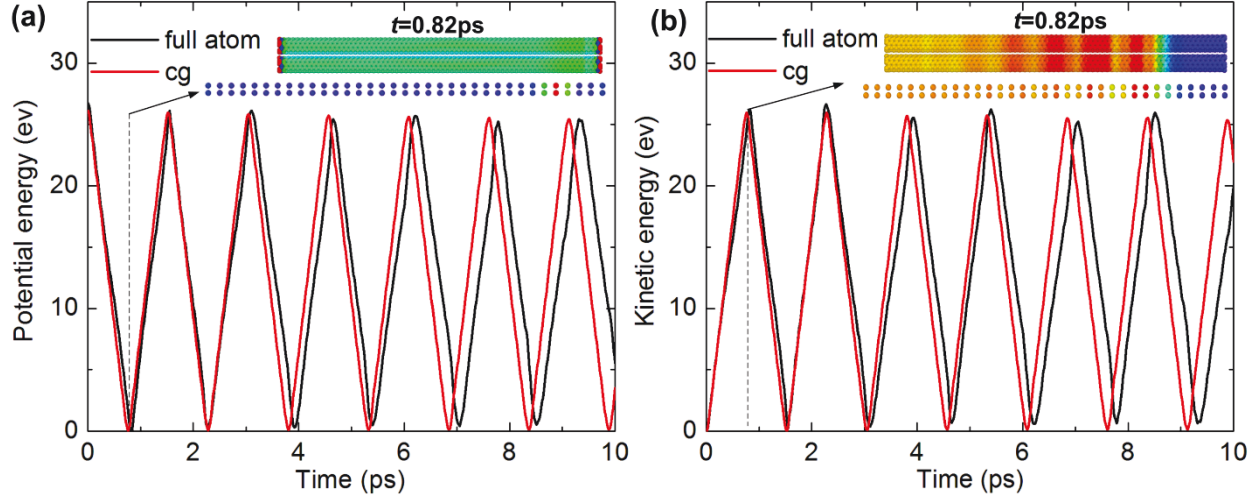 (a)
t=0.82ps
full atom
cg
30
20
10
0
Potential energy (ev)
0 2 4 6 8 10
Time (ps)
(b)
t=0.82ps
full atom
cg
30
20
10
0
Kinetic energy (ev)
0 2 4 6 8 10
Time (ps)